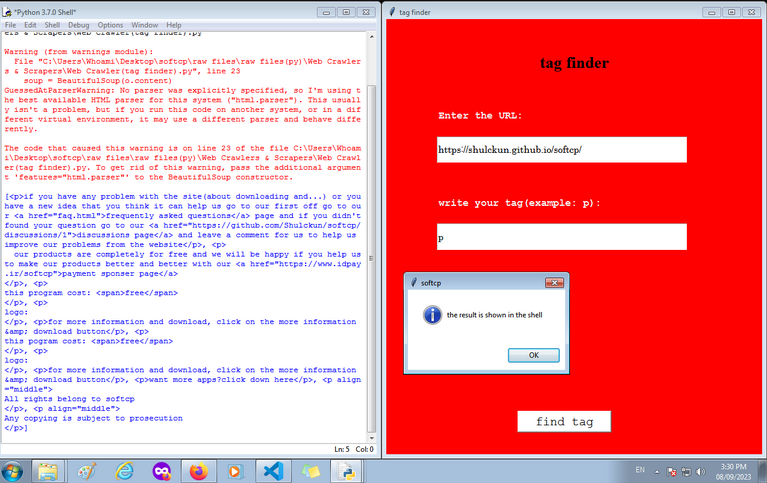 *Python 3.7.0 Shell*
File Edit Shell Debug Options Window Help
ers & Scrapers\Web Crawler(tag finder).py
Warning (from warnings module):
File "C:\Users\Whoami\Desktop\softcp\raw files\raw files(py)\Web Crawler
s & Scrapers\Web Crawler(tag finder).py", line 23
soup = BeautifulSoup(o.content)
GuessedAtParserWarning: No parser was explicitly specified, so I'm using t
he best available HTML parser for this system ("html.parser"). This usuall
y isn't a problem, but if you run this code on another system, or in a dif
ferent virtual environment, it may use a different parser and behave diffe
rently.
The code that caused this warning is on line 23 of the file C:\Users\Whoam
i\Desktop\softcp\raw files\raw files(py)\Web Crawlers & Scrapers\Web Crawl
er(tag finder).py. To get rid of this warning, pass the additional argumen
t 'features="html.parser"' to the BeautifulSoup constructor.
[<p>if you have any problem with the site(about downloading and...) or you
have a new idea that you think it can help us go to our first off go to ou
r <a href="faq.html">frequently asked questions</a> page and if you didn't
found your question go to our <a href="https://github.com/Shulckun/softcp/
discussions/1">discussions page</a> and leave a comment for us to help us
improve our problems from the website</p>, <p>
our products are completely for free and we will be happy if you help us
to make our products better and better with our <a href="https://www.idpay
.ir/softcp">payment sponser page</a>
</p>, <p>
this program cost: <span>free</span>
</p>, <p>
logo:
</p>, <p>for more information and download, click on the more information
&amp; download button</p>, <p>
this pogram cost: <span>free</span>
</p>, <p>
logo:
</p>, <p>for more information and download, click on the more information
&amp; download button</p>, <p>want more apps?click down here</p>, <p align
="middle">
All rights belong to softcp
</p>, <p align="middle">
Any copying is subject to prosecution
</p>]
Ln: 5 Col: 0
tag finder
tag finder
Enter the URL:
https://shulckun.github.io/softcp/
write your tag(example: p):
p
softcp
the result is shown in the shell
OK
find tag
EN
3:30 PM
08/09/2023